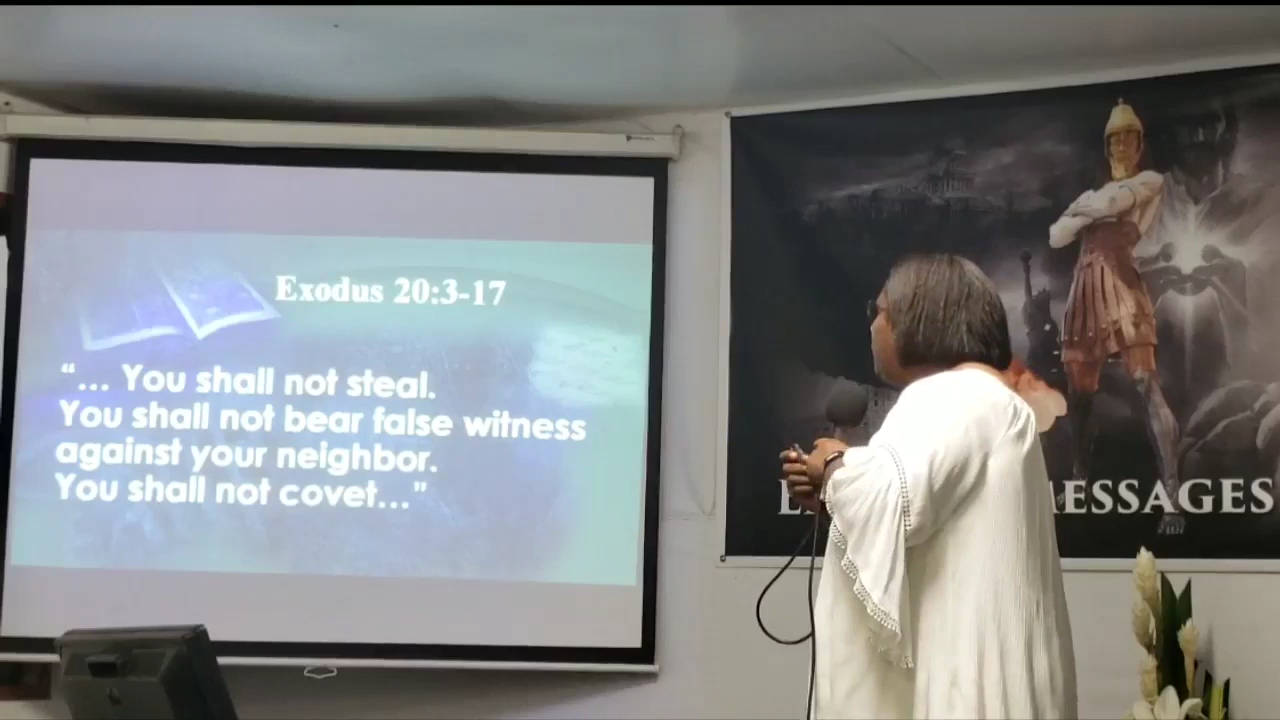 Exodus 20:3-17
“... You shall not steal.
You shall not bear false witness
against your neighbor.
You shall not covet...”
MESSAGES